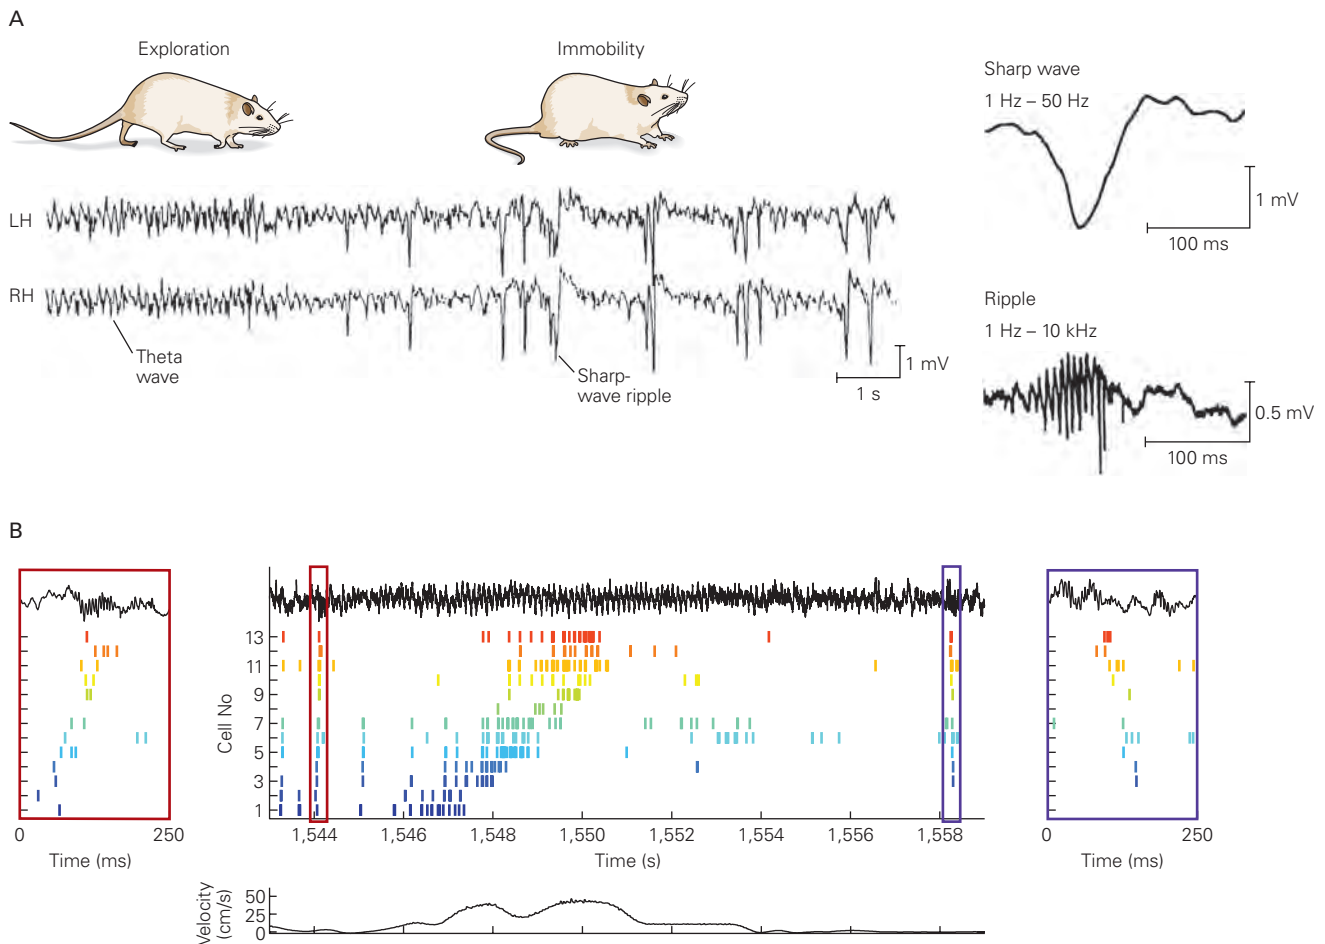 A
Exploration
Immobility
Sharp wave
1 Hz – 50 Hz
1 mV
100 ms
LH
RH
Theta
wave
Sharp-
wave ripple
1 mV
1 s
Ripple
1 Hz – 10 kHz
0.5 mV
100 ms
B
0
250
Time (ms)
Cell No
13
11
9
7
5
3
1
1,544
1,546
1,548
1,550
1,552
1,554
1,556
1,558
Time (s)
0
250
Time (ms)
Velocity
(cm/s)
50
25
0